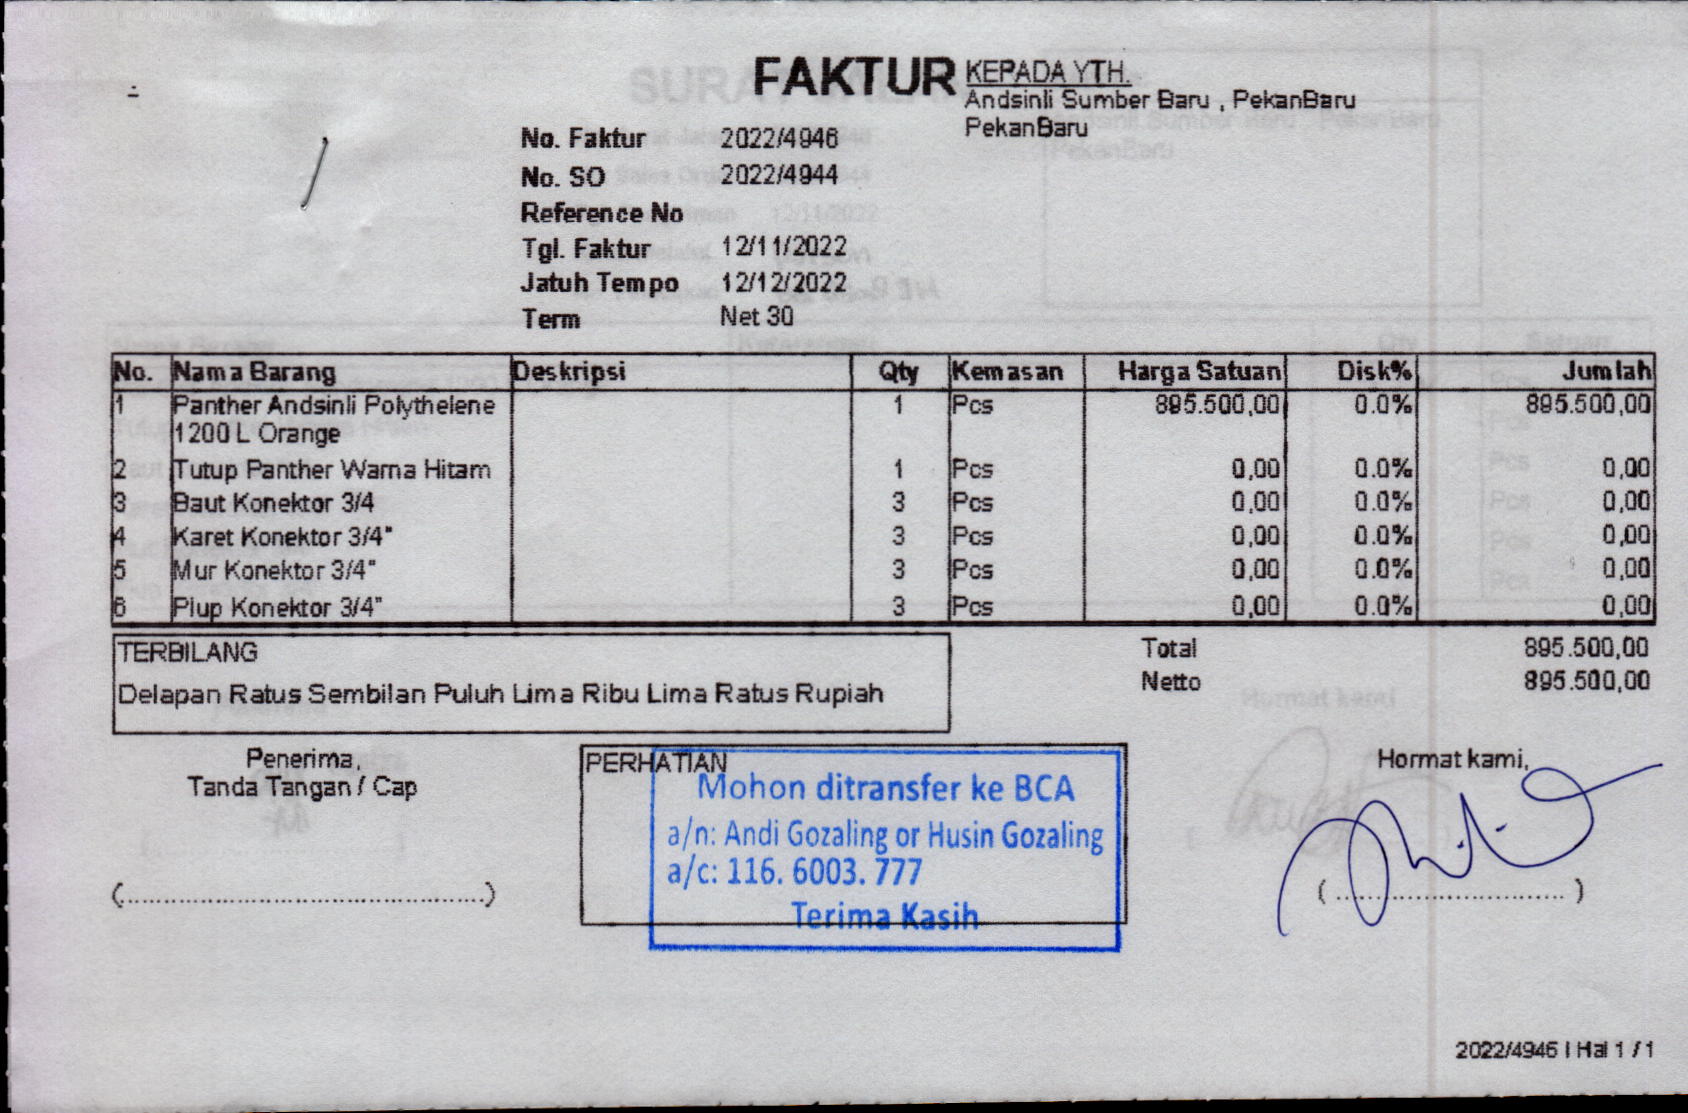 FAKTUR
KEPADA YTH.
Andsinli Sumber Baru , PekanBaru
PekanBaru
No. Faktur 2022/4946
No. SO 2022/4944
Reference No
Tgl. Faktur 12/11/2022
Jatuh Tempo 12/12/2022
Term Net 30
No. Nama Barang Deskripsi Qty Kemasan Harga Satuan Disk% Jumlah
1 Panther Andsinli Polythelene 1 Pcs 895.500,00 0.0% 895.500,00
1200 L Orange
2 Tutup Panther Warna Hitam 1 Pcs 0,00 0.0% 0,00
3 Baut Konektor 3/4 3 Pcs 0,00 0.0% 0,00
4 Karet Konektor 3/4" 3 Pcs 0,00 0.0% 0,00
5 Mur Konektor 3/4" 3 Pcs 0,00 0.0% 0,00
6 Plup Konektor 3/4" 3 Pcs 0,00 0.0% 0,00
TERBILANG
Delapan Ratus Sembilan Puluh Lima Ribu Lima Ratus Rupiah
Total 895.500,00
Netto 895.500,00
Penerima,
Tanda Tangan / Cap
(..................................................)
PERHATIAN
Mohon ditransfer ke BCA
a/n: Andi Gozaling or Husin Gozaling
a/c: 116. 6003. 777
Terima Kasih
Hormat kami,
( ................................ )
2022/4946 | Hal 1 / 1